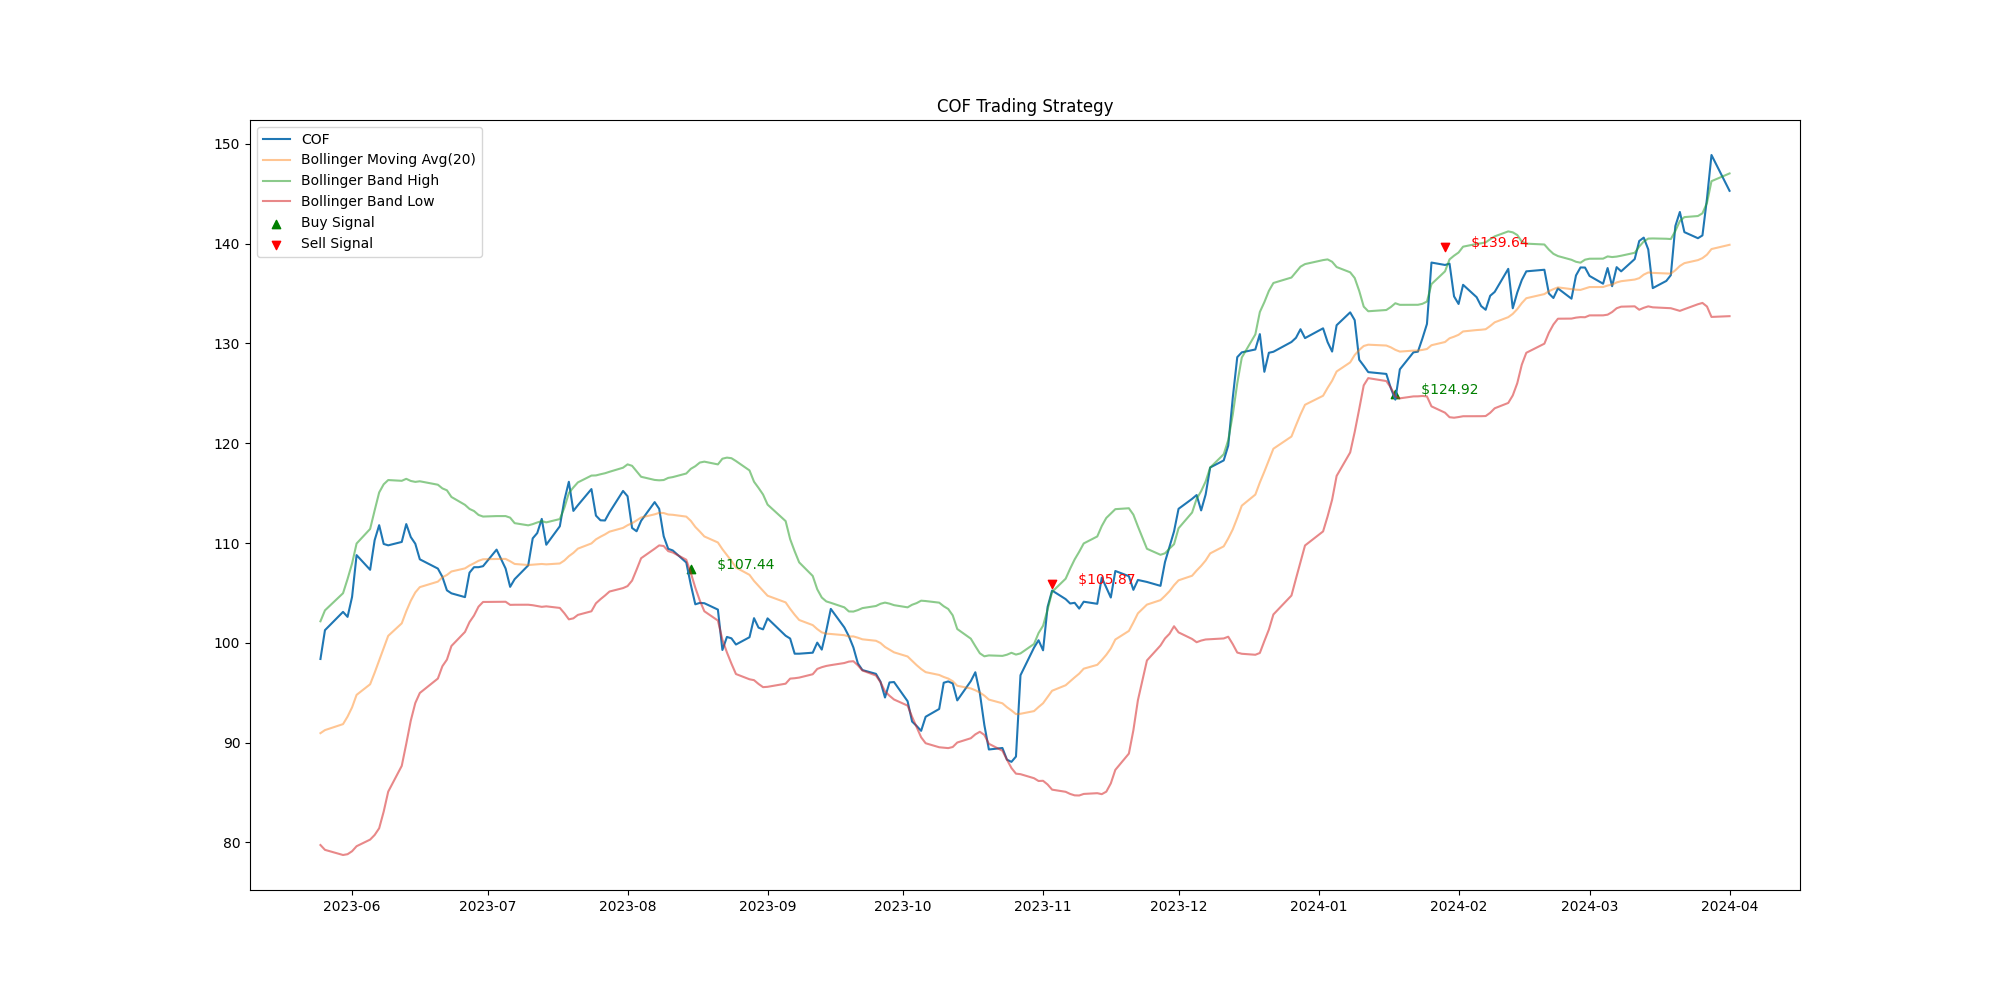 COF Trading Strategy
COF
Bollinger Moving Avg(20)
Bollinger Band High
Bollinger Band Low
Buy Signal
Sell Signal
150
140
130
120
110
100
90
80
$139.64
$124.92
$107.44
$105.87
2023-06 2023-07 2023-08 2023-09 2023-10 2023-11 2023-12 2024-01 2024-02 2024-03 2024-04